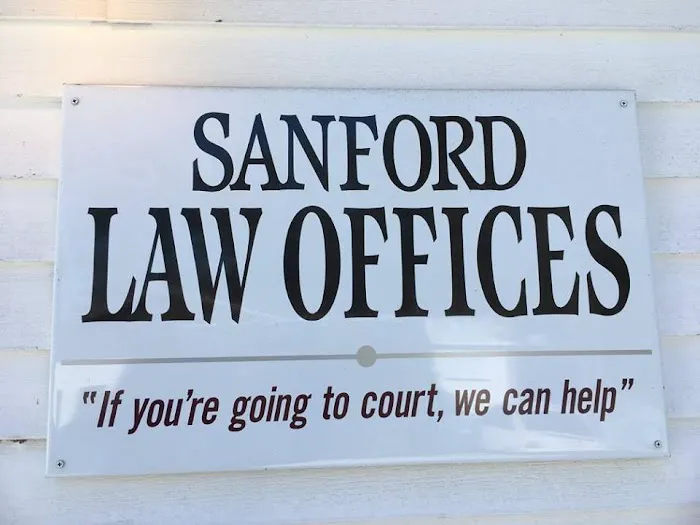 SANFORD
LAW OFFICES
"If you're going to court, we can help"